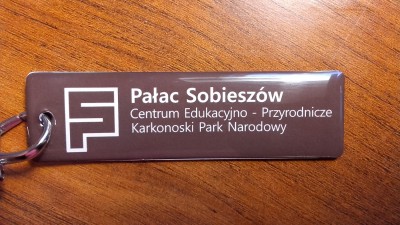 Pałac Sobieszów
Centrum Edukacyjno - Przyrodnicze
Karkonoski Park Narodowy